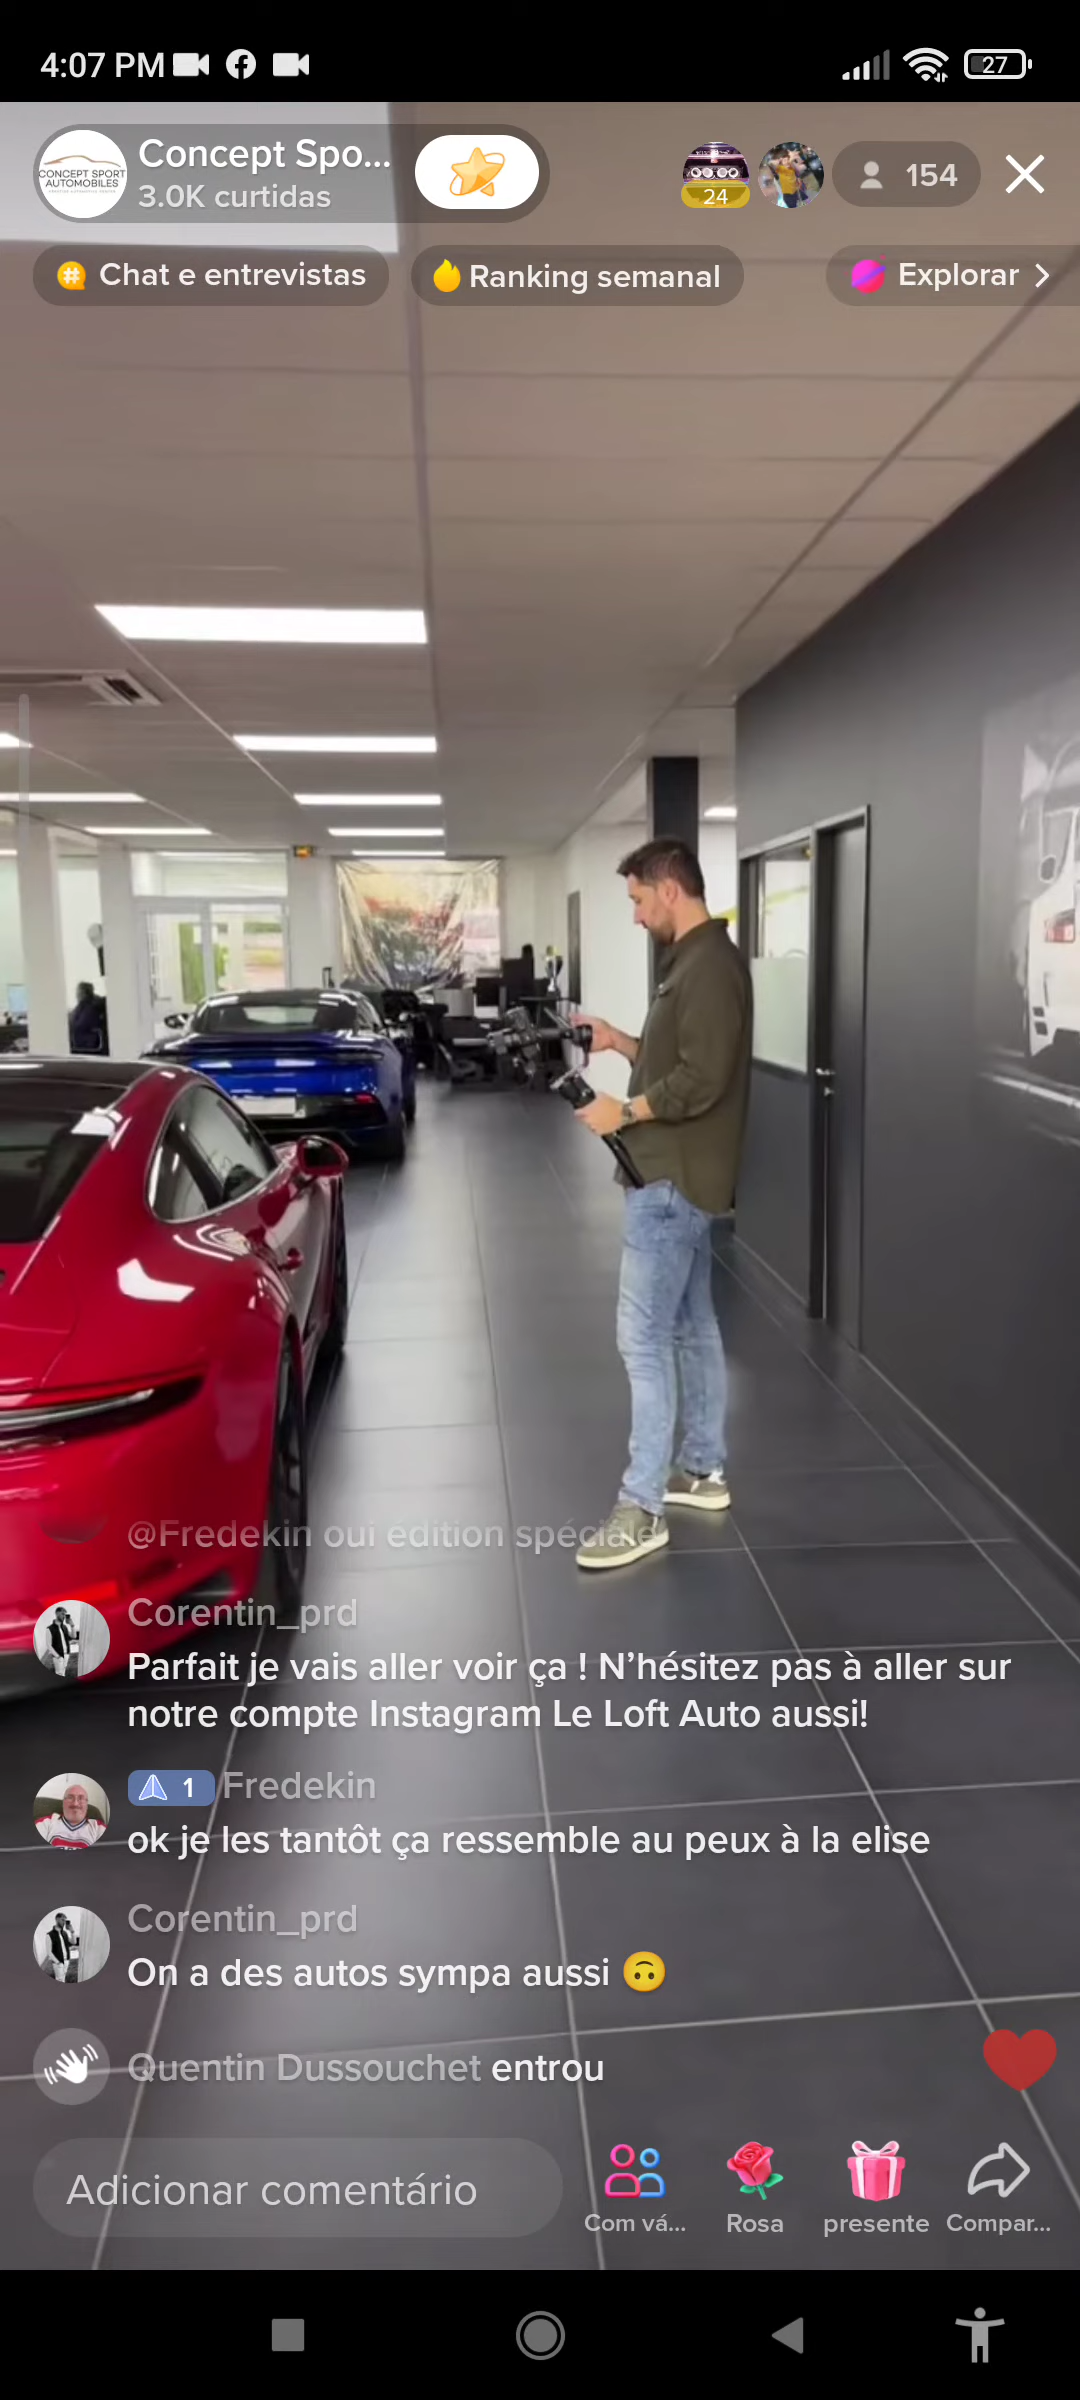 4:07 PM
27
CONCEPT SPORT
AUTOMOBILES
Concept Spo...
3.0K curtidas
24
154
Chat e entrevistas
Ranking semanal
Explorar
@Fredekin oui édition spéciale
Corentin_prd
Parfait je vais aller voir ça ! N’hésitez pas à aller sur
notre compte Instagram Le Loft Auto aussi!
1 Fredekin
ok je les tantôt ça ressemble au peux à la elise
Corentin_prd
On a des autos sympa aussi 🙃
Quentin Dussouchet entrou
Adicionar comentário
Com vá...
Rosa
presente
Compar...